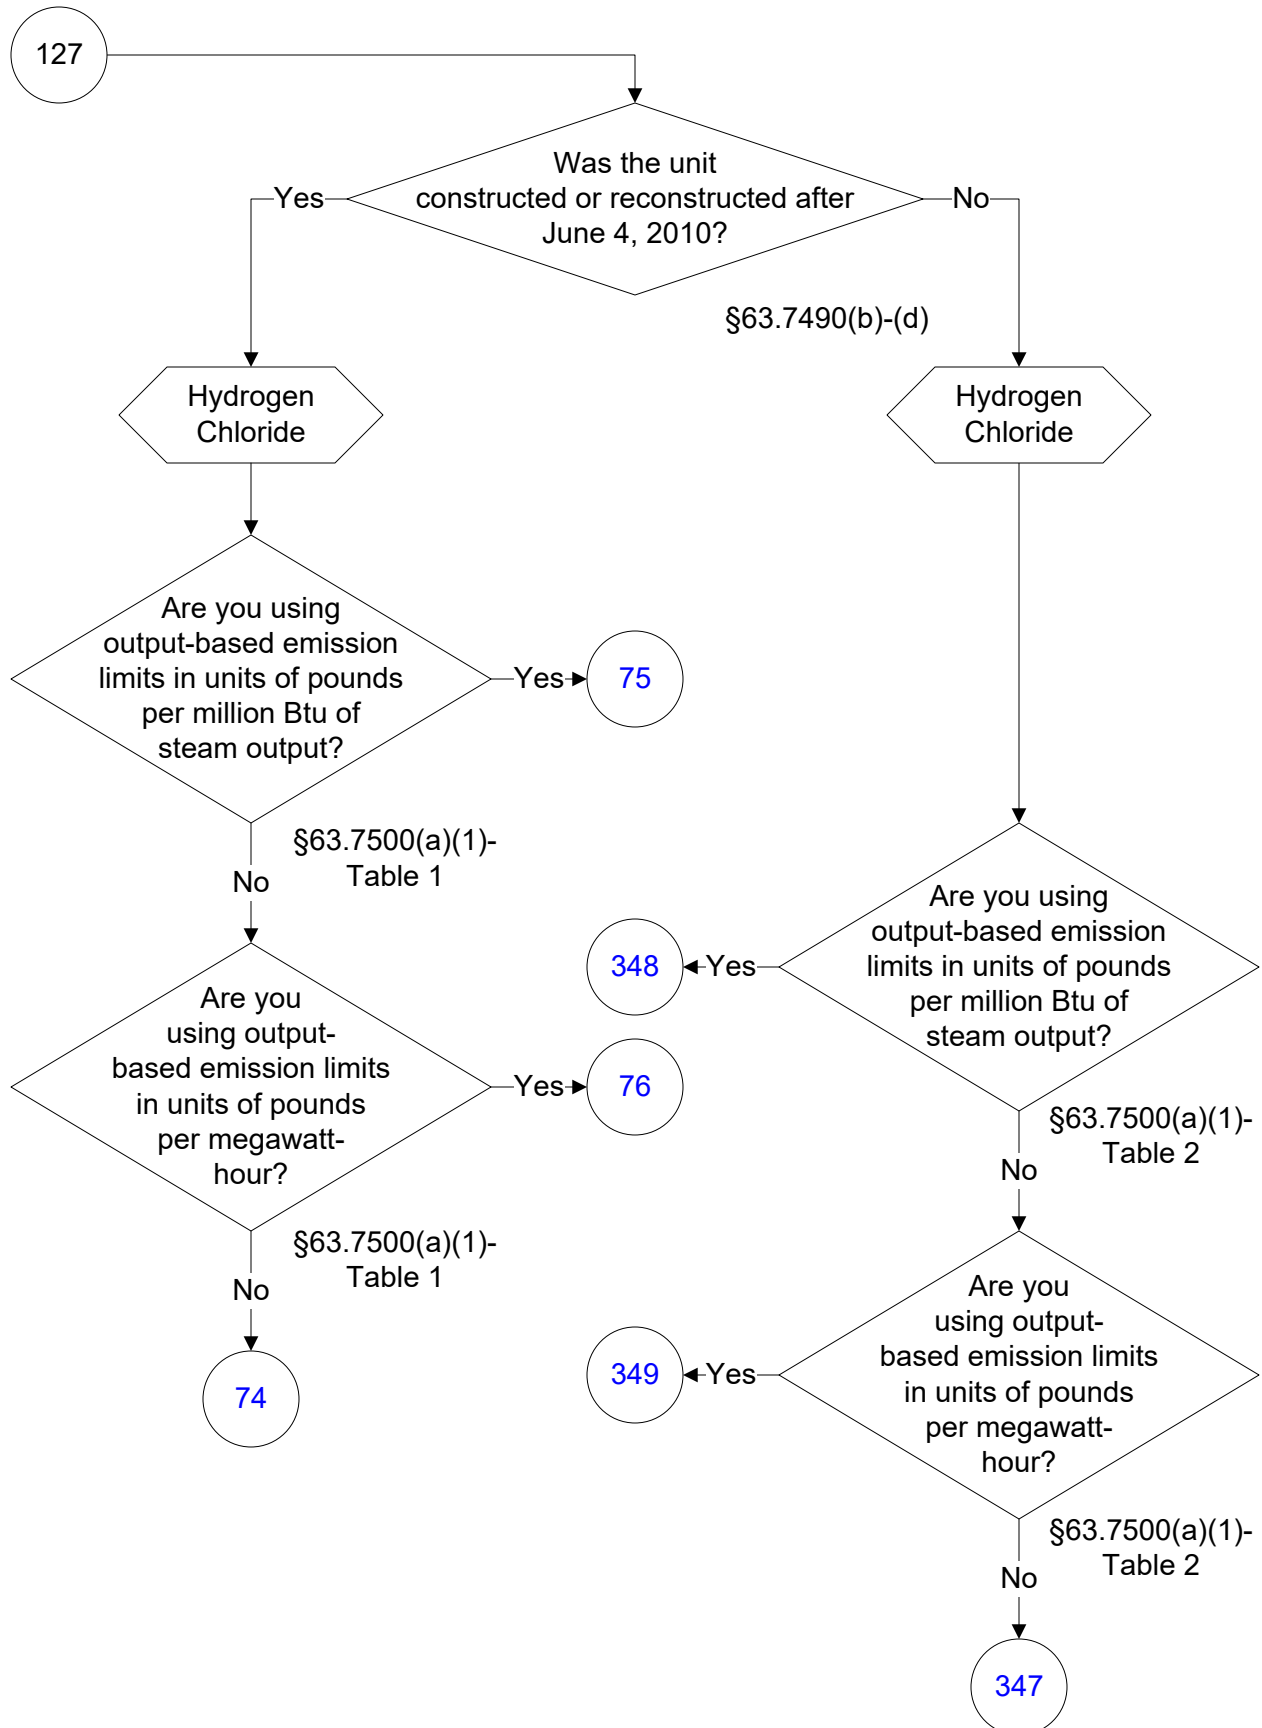 127
Was the unit
constructed or reconstructed after
June 4, 2010?
Yes
No
§63.7490(b)-(d)
Hydrogen
Chloride
Hydrogen
Chloride
Are you using
output-based emission
limits in units of pounds
per million Btu of
steam output?
Yes
75
§63.7500(a)(1)-
Table 1
No
Are you using
output-based emission
limits in units of pounds
per million Btu of
steam output?
Yes
348
§63.7500(a)(1)-
Table 2
No
Are you
using output-
based emission limits
in units of pounds
per megawatt-
hour?
Yes
76
§63.7500(a)(1)-
Table 1
No
74
Are you
using output-
based emission limits
in units of pounds
per megawatt-
hour?
Yes
349
§63.7500(a)(1)-
Table 2
No
347